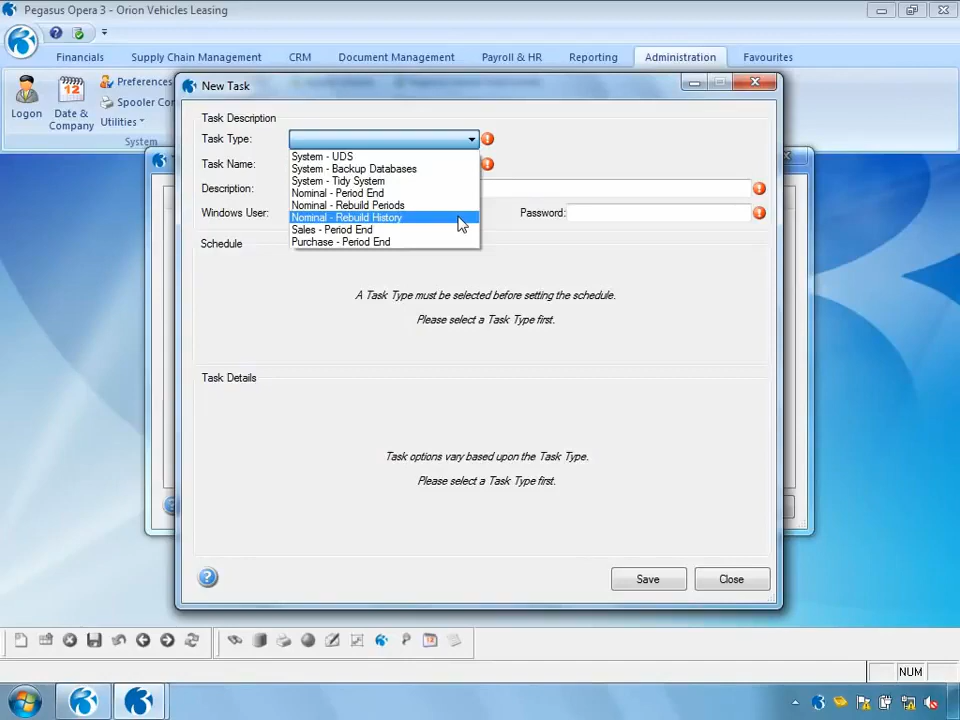 Pegasus Opera 3 - Orion Vehicles Leasing
Financials
Supply Chain Management
CRM
Document Management
Payroll & HR
Reporting
Administration
Favourites
Logon
12
Date &
Company
Preferences
Spooler Con
Utilities
System
New Task
Task Description
Task Type:
System - UDS
System - Backup Databases
System - Tidy System
Nominal - Period End
Nominal - Rebuild Periods
Nominal - Rebuild History
Sales - Period End
Purchase - Period End
Task Name:
Description:
Windows User:
Password:
Schedule
A Task Type must be selected before setting the schedule.
Please select a Task Type first.
Task Details
Task options vary based upon the Task Type.
Please select a Task Type first.
Save
Close
12
NUM